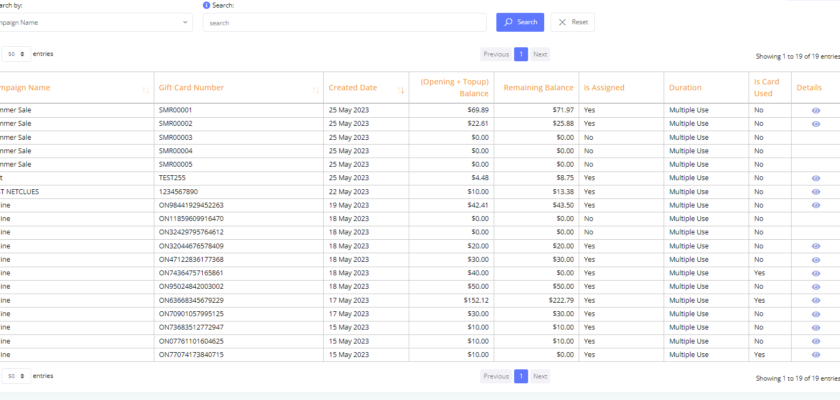 arch by: Search:
mpaign Name search Search Reset
50 entries Previous 1 Next Showing 1 to 19 of 19 entries
mpaign Name Gift Card Number Created Date (Opening + Topup) Balance Remaining Balance Is Assigned Duration Is Card Used Details
mmer Sale SMR00001 25 May 2023 $69.89 $71.97 Yes Multiple Use No
mmer Sale SMR00002 25 May 2023 $22.61 $25.88 Yes Multiple Use No
mmer Sale SMR00003 25 May 2023 $0.00 $0.00 No Multiple Use No
mmer Sale SMR00004 25 May 2023 $0.00 $0.00 No Multiple Use No
mmer Sale SMR00005 25 May 2023 $0.00 $0.00 No Multiple Use No
t TEST255 25 May 2023 $4.48 $8.75 Yes Multiple Use No
T NETCLUES 1234567890 22 May 2023 $10.00 $13.38 Yes Multiple Use No
ine ON98441929452263 19 May 2023 $42.41 $43.50 Yes Multiple Use No
ine ON11859609916470 18 May 2023 $0.00 $0.00 No Multiple Use No
ine ON32429795764612 18 May 2023 $0.00 $0.00 No Multiple Use No
ine ON32044676578409 18 May 2023 $20.00 $20.00 Yes Multiple Use No
ine ON47122836177368 18 May 2023 $30.00 $30.00 Yes Multiple Use No
ine ON74364757165861 18 May 2023 $40.00 $0.00 Yes Multiple Use Yes
ine ON95024842003002 18 May 2023 $50.00 $50.00 Yes Multiple Use No
ine ON63668345679229 17 May 2023 $152.12 $222.79 Yes Multiple Use Yes
ine ON70901057995125 17 May 2023 $30.00 $30.00 Yes Multiple Use No
ine ON73683512772947 15 May 2023 $10.00 $10.00 Yes Multiple Use No
ine ON07761101604625 15 May 2023 $10.00 $10.00 Yes Multiple Use No
ine ON77074173840715 15 May 2023 $10.00 $0.00 Yes Multiple Use Yes
50 entries Previous 1 Next Showing 1 to 19 of 19 entries